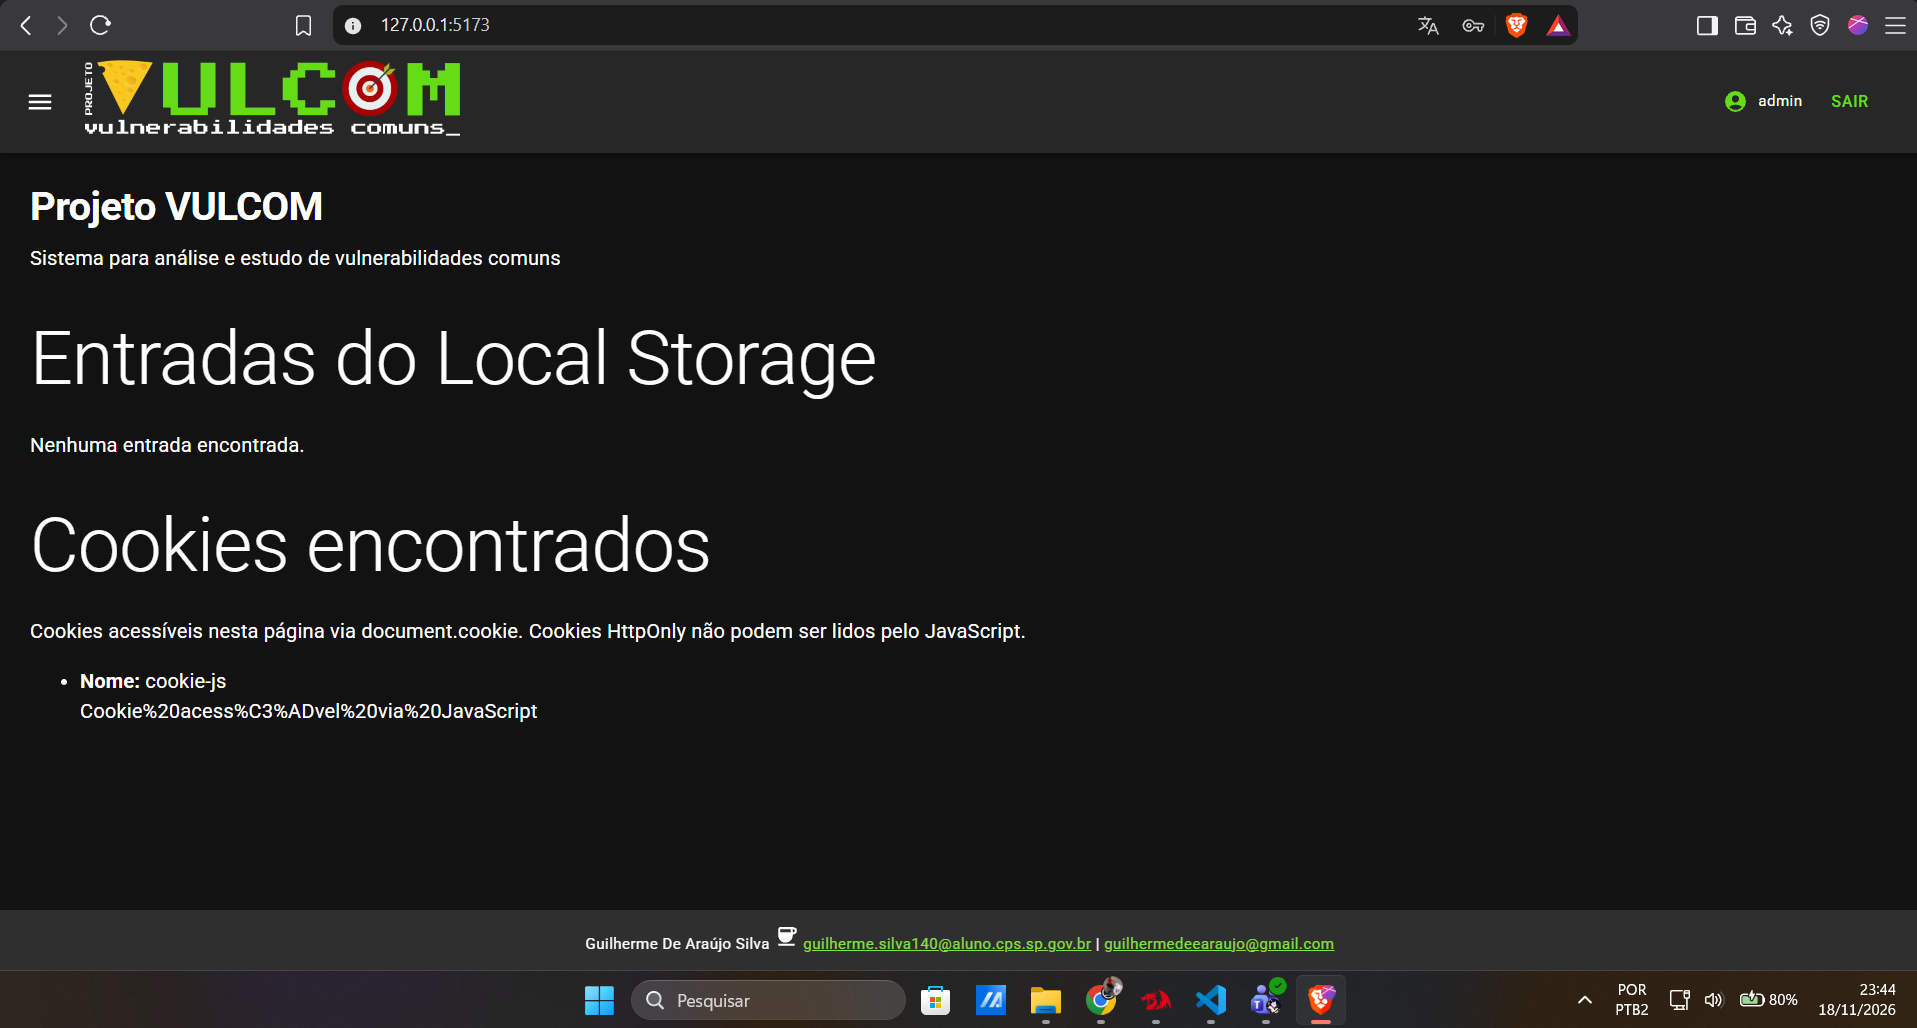 127.0.0.1:5173
PROJETO
VULCOM
vulnerabilidades comuns_
admin
SAIR
Projeto VULCOM
Sistema para análise e estudo de vulnerabilidades comuns
Entradas do Local Storage
Nenhuma entrada encontrada.
Cookies encontrados
Cookies acessíveis nesta página via document.cookie. Cookies HttpOnly não podem ser lidos pelo JavaScript.
• Nome: cookie-js
Cookie%20acess%C3%ADvel%20via%20JavaScript
Guilherme De Araújo Silva guilherme.silva140@aluno.cps.sp.gov.br | guilhermedeearaujo@gmail.com
Pesquisar
POR
PTB2
80%
23:44
18/11/2026